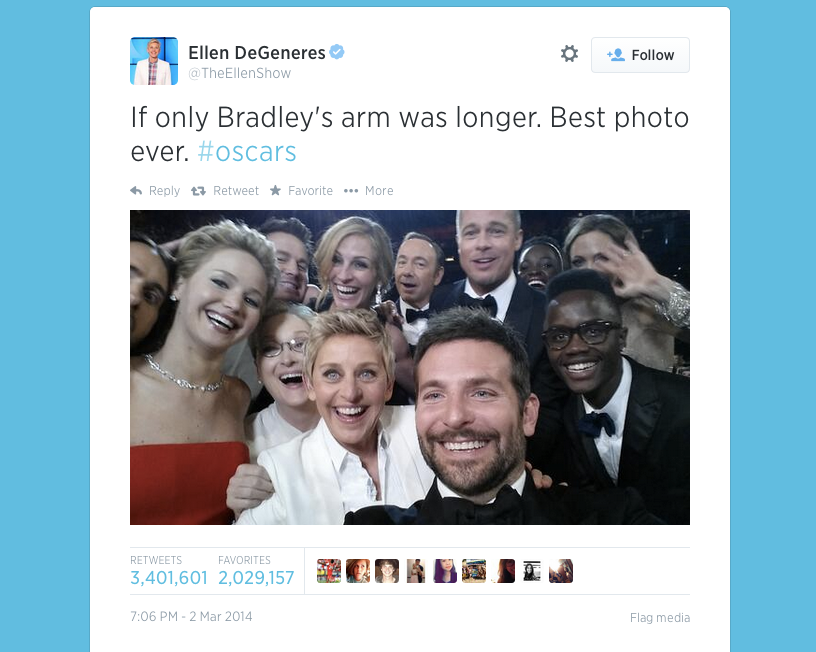 Ellen DeGeneres
@TheEllenShow
Follow
If only Bradley's arm was longer. Best photo
ever. #oscars
Reply Retweet Favorite More
RETWEETS FAVORITES
3,401,601 2,029,157
7:06 PM - 2 Mar 2014
Flag media